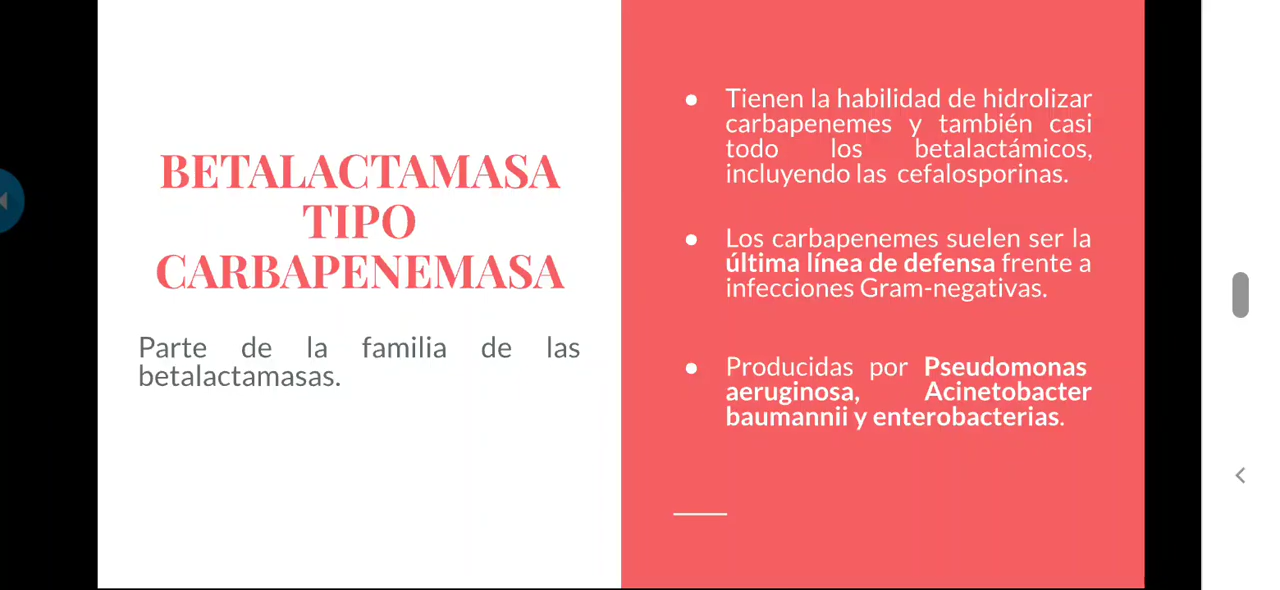 BETALACTAMASA
TIPO
CARBAPENEMASA
Parte de la familia de las
betalactamasas.
● Tienen la habilidad de hidrolizar
carbapenemes y también casi
todo los betalactámicos,
incluyendo las cefalosporinas.
● Los carbapenemes suelen ser la
última línea de defensa frente a
infecciones Gram-negativas.
● Producidas por Pseudomonas
aeruginosa, Acinetobacter
baumannii y enterobacterias.